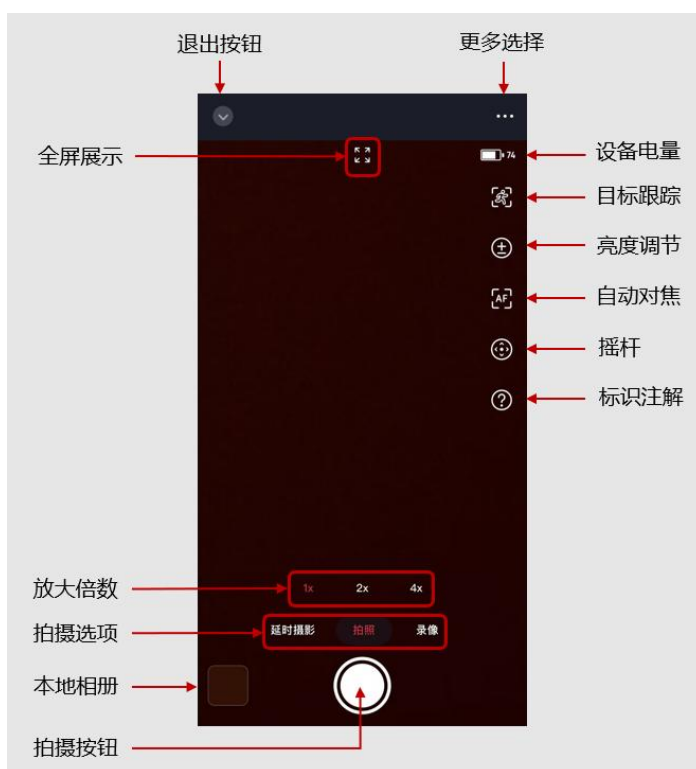 退出按钮
更多选择
全屏展示
74
设备电量
目标跟踪
亮度调节
AF
自动对焦
摇杆
?
标识注解
放大倍数
1x 2x 4x
拍摄选项
延时摄影 拍照 录像
本地相册
拍摄按钮